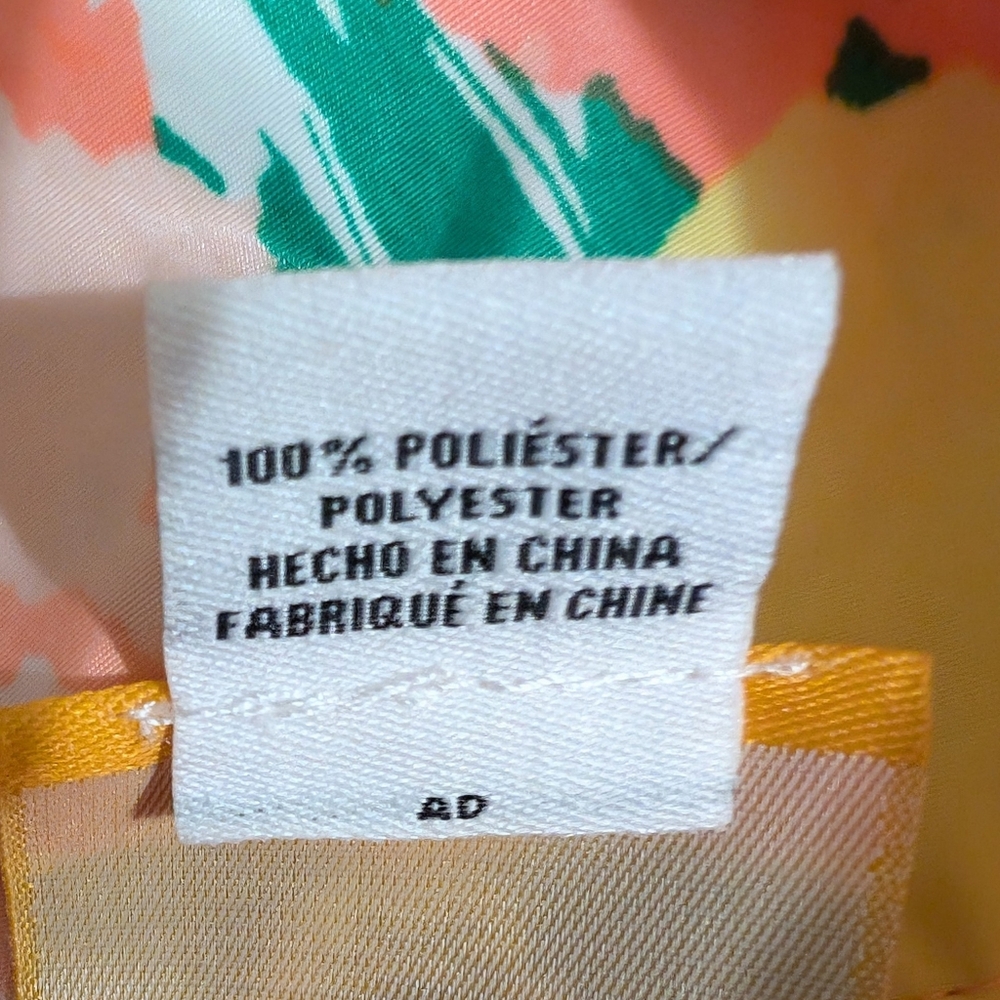 100% POLIÉSTER/
POLYESTER
HECHO EN CHINA
FABRIQUÉ EN CHINE
AD